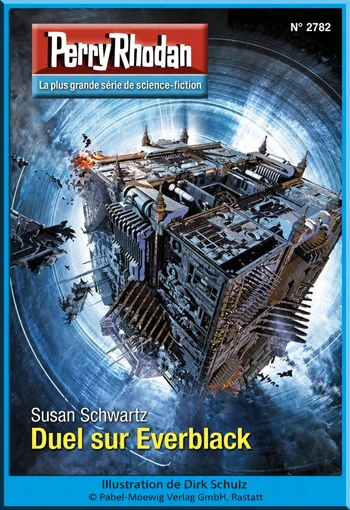 Perry Rhodan
N° 2782
La plus grande série de science-fiction
Susan Schwartz
Duel sur Everblack
Illustration de Dirk Schulz
© Pabel-Moewig Verlag GmbH, Rastatt